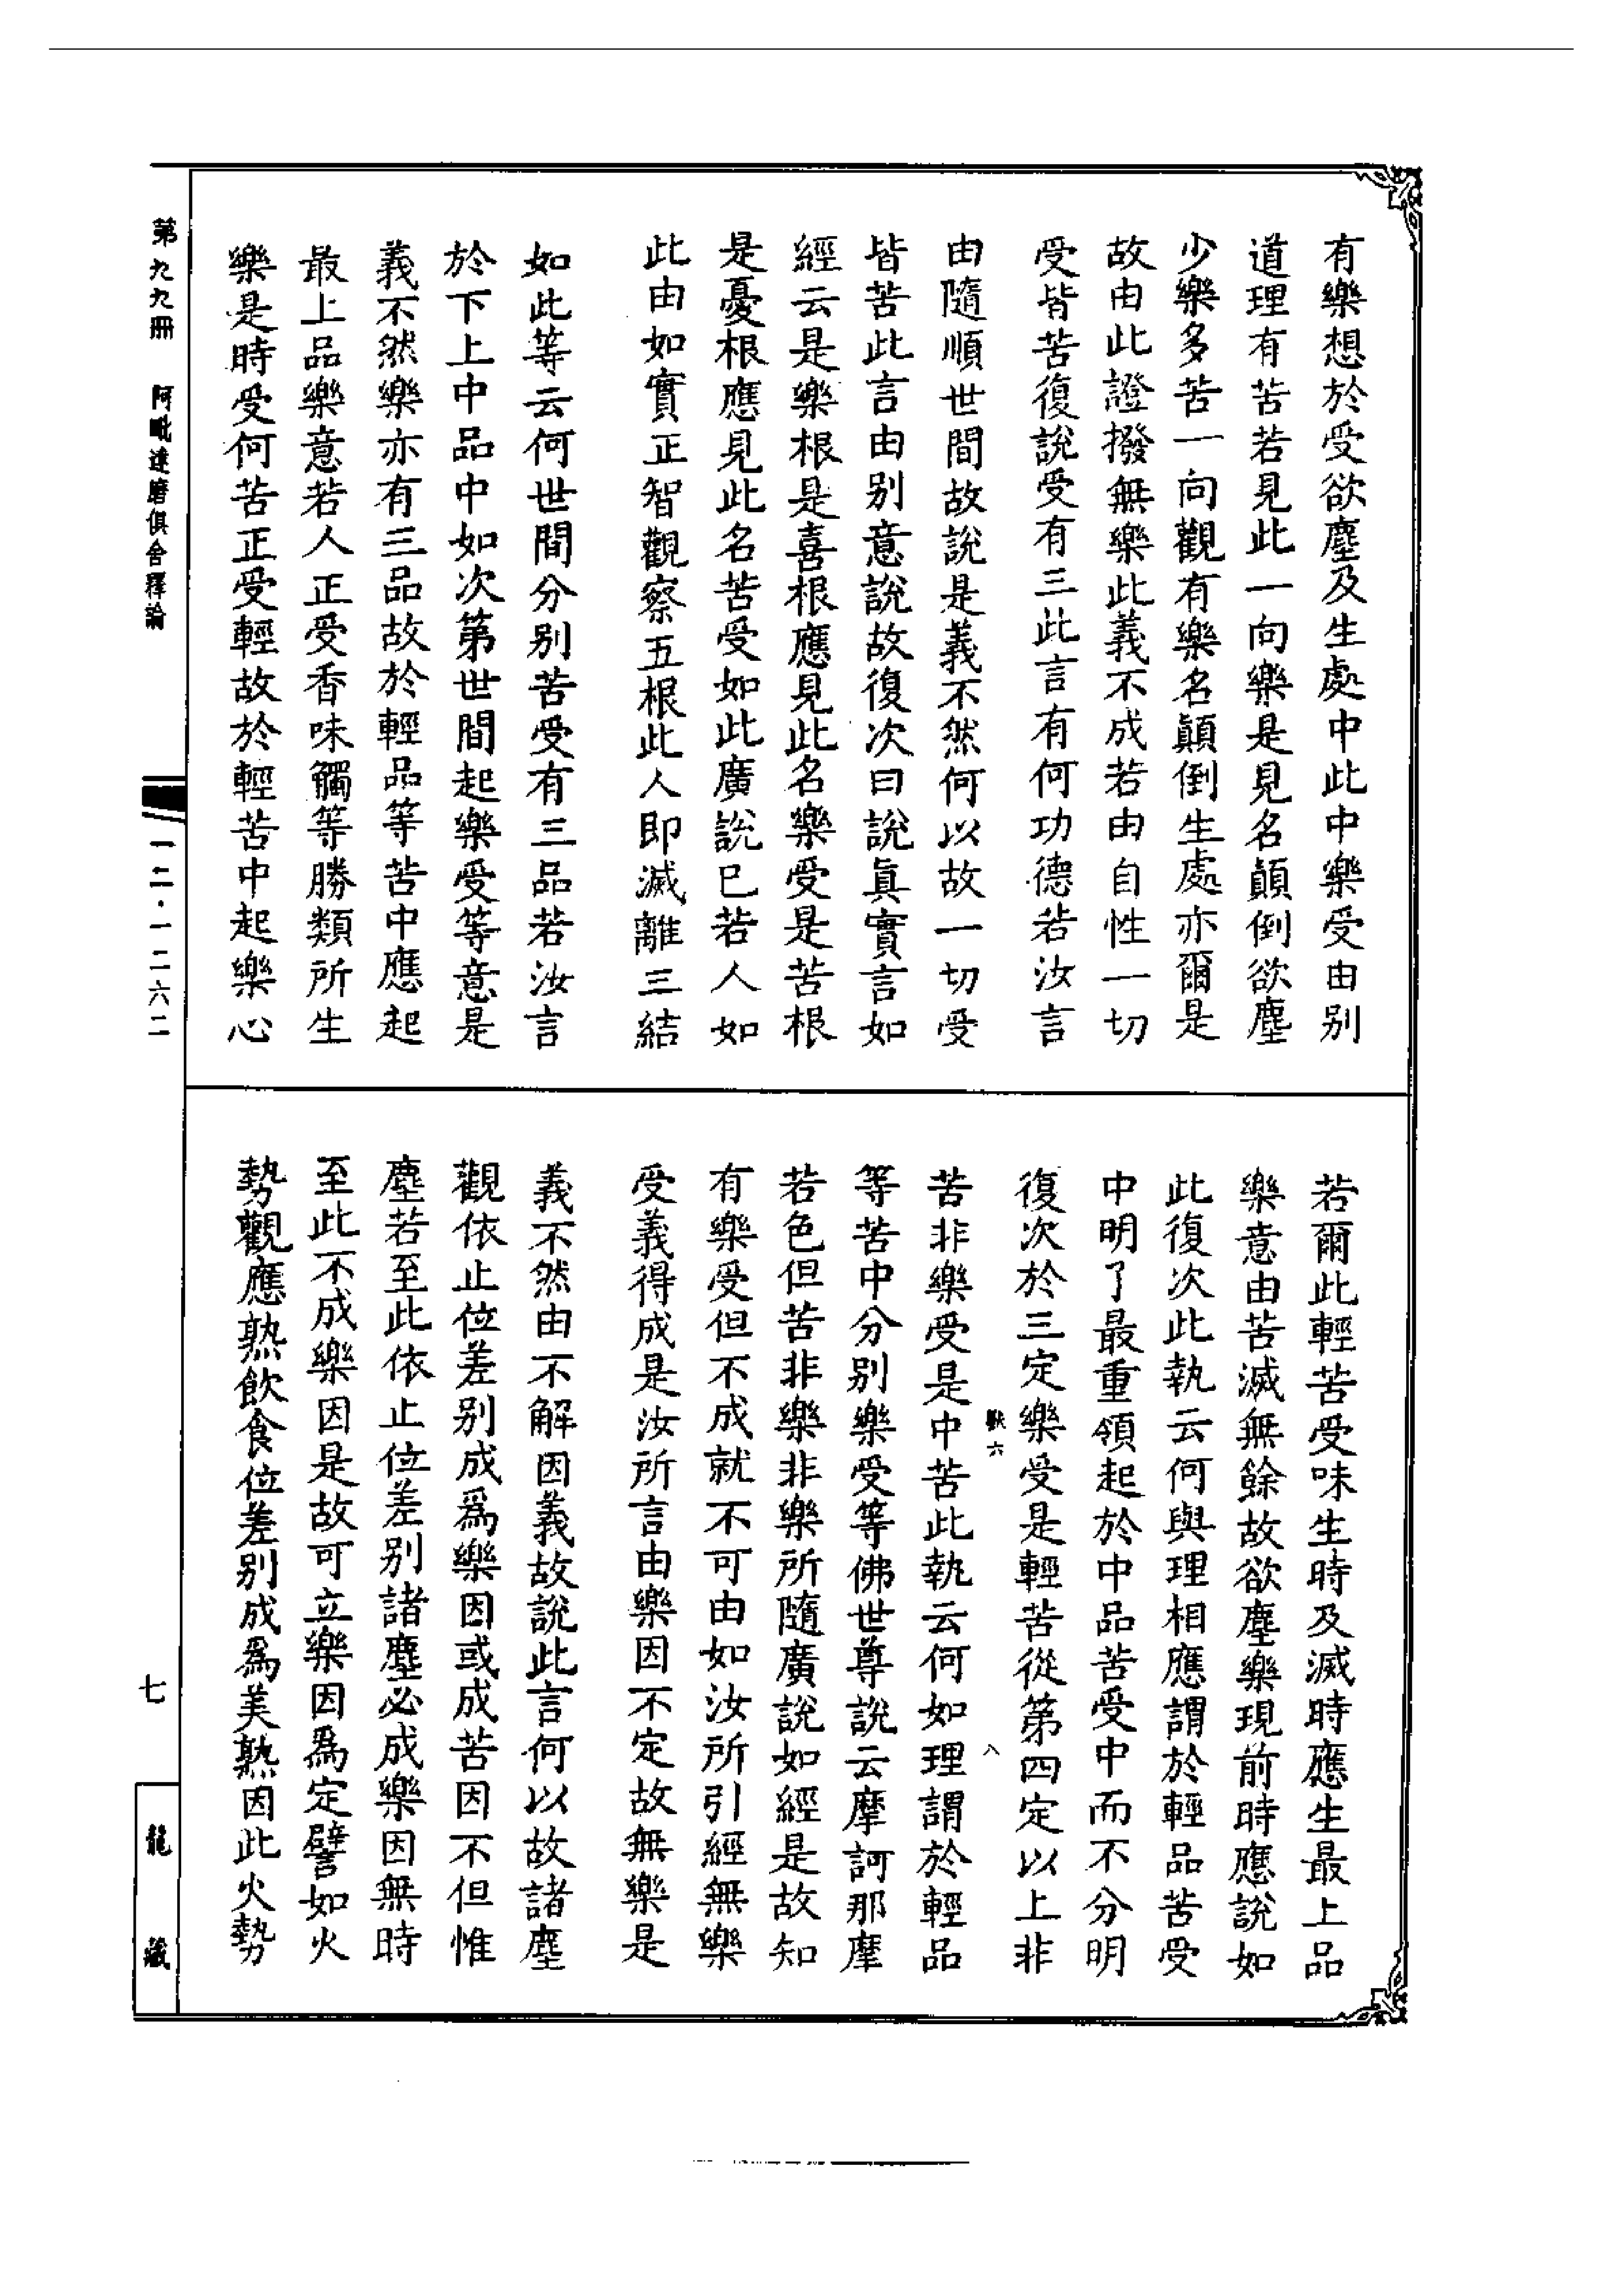 有樂想於受欲塵及生處中此中樂受由別
道理有苦若見此一向樂是見名顛倒欲塵
少樂多苦一向觀有樂名顛倒生處亦爾是
故由此證撥無樂此義不成若由自性一切
受皆苦復說受有三此言有何功德若汝言
由隨順世間故說是義不然何以故一切受
皆苦此言由別意說故復次曰說眞實言如
經云是樂根是喜根應見此名樂受是苦根
是憂根應見此名苦受如此廣說已若人如
此由如實正智觀察五根此人即滅離三結
如此等云何世間分別苦受有三品若汝言
於下上中品中如次第世間起樂受等意是
義不然樂亦有三品故於輕品等苦中應起
最上品樂意若人正受香味觸等勝類所生
樂是時受何苦正受輕故於輕苦中起樂心
若爾此輕苦受味生時及滅時應生最上品
樂意由苦滅無餘故欲塵樂現前時應說如
此復次此執云何與理相應謂於輕品苦受
中明了最重領起於中品苦受中而不分明
復次於三定樂受是輕苦從第四定以上非
苦非樂受是中苦此執云何如理謂於輕品
等苦中分別樂受等佛世尊說云摩訶那摩
若色但苦非樂非樂所隨廣說如經是故知
有樂受但不成就不可由如汝所引經無樂
受義得成是汝所言由樂因不定故無樂是
義不然由不解因義故說此言何以故諸塵
觀依止位差別成爲樂因或成苦因不但惟
塵若至此依止位差別諸塵必成樂因無時
至此不成樂因是故可立樂因爲定譬如火
勢觀應熟飲食位差別成爲美熟因此火勢
第九九冊　阿毗達磨俱舍釋論
一二·一二六二
七
龍藏
六
八